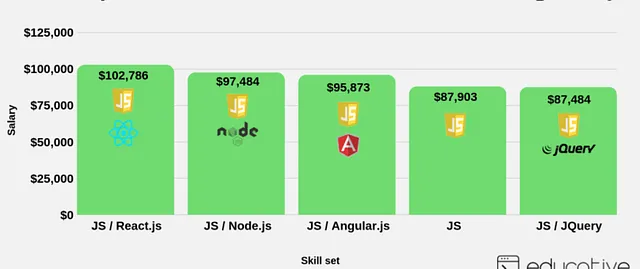 $125,000
$100,000
$75,000
$50,000
$25,000
$0
Salary
$102,786
$97,484
$95,873
$87,903
$87,484
JS
JS
JS
JS
JS
node
A
jQuery
JS / React.js
JS / Node.js
JS / Angular.js
JS
JS / JQuery
Skill set
educative